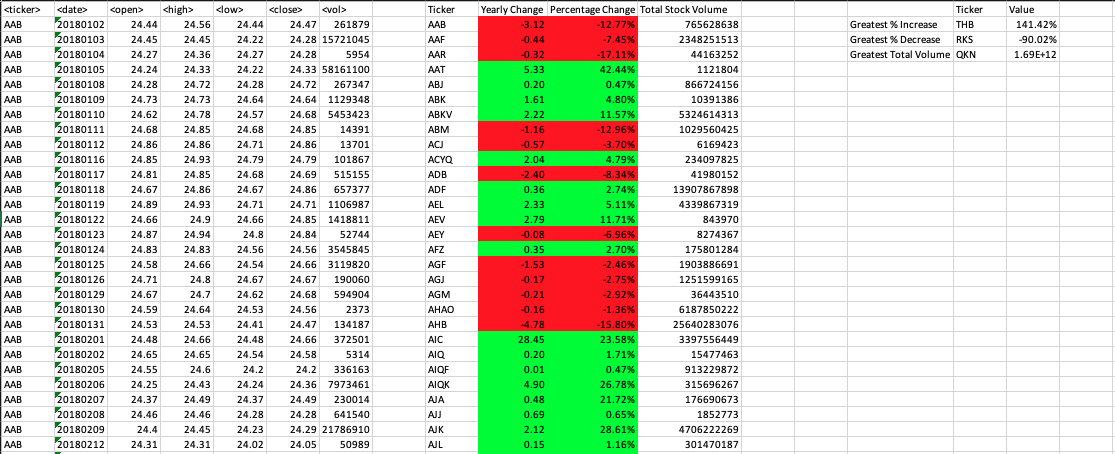 <ticker> <date> <open> <high> <low> <close> <vol> Ticker Yearly Change Percentage Change Total Stock Volume Ticker Value
AAB 20180102 24.44 24.56 24.44 24.47 261879 AAB -3.12 -12.77% 765628638 Greatest % Increase THB 141.42%
AAB 20180103 24.45 24.45 24.22 24.28 15721045 AAF -0.44 -7.45% 2348251513 Greatest % Decrease RKS -90.02%
AAB 20180104 24.27 24.36 24.27 24.28 5954 AAR -0.32 -17.11% 44163252 Greatest Total Volume QKN 1.69E+12
AAB 20180105 24.24 24.33 24.22 24.33 58161100 AAT 5.33 42.44% 1121804
AAB 20180108 24.28 24.72 24.28 24.72 267347 ABJ 0.20 0.47% 866724156
AAB 20180109 24.73 24.73 24.64 24.64 1129348 ABK 1.61 4.80% 10391386
AAB 20180110 24.62 24.78 24.57 24.68 5453423 ABKV 2.22 11.57% 5324614313
AAB 20180111 24.68 24.85 24.68 24.85 14391 ABM -1.16 -12.96% 1029560425
AAB 20180112 24.86 24.86 24.71 24.86 13701 ACJ -0.57 -3.70% 6169423
AAB 20180116 24.85 24.93 24.79 24.79 101867 ACYQ 2.04 4.79% 234097825
AAB 20180117 24.81 24.85 24.68 24.69 515155 ADB -2.40 -8.34% 41980152
AAB 20180118 24.67 24.86 24.67 24.86 657377 ADF 0.36 2.74% 13907867898
AAB 20180119 24.89 24.93 24.71 24.71 1106987 AEL 2.33 5.11% 4339867319
AAB 20180122 24.66 24.9 24.66 24.85 1418811 AEV 2.79 11.71% 843970
AAB 20180123 24.87 24.94 24.8 24.84 52744 AEY -0.08 -6.96% 8274367
AAB 20180124 24.83 24.83 24.56 24.56 3545845 AFZ 0.35 2.70% 175801284
AAB 20180125 24.58 24.66 24.54 24.66 3119820 AGF -1.53 -2.46% 1903886691
AAB 20180126 24.71 24.8 24.67 24.67 190060 AGJ -0.17 -2.75% 1251599165
AAB 20180129 24.67 24.7 24.62 24.68 594904 AGM -0.21 -2.92% 36443510
AAB 20180130 24.59 24.64 24.53 24.56 2373 AHAO -0.16 -1.36% 6187850222
AAB 20180131 24.53 24.53 24.41 24.47 134187 AHB -4.78 -15.80% 25640283076
AAB 20180201 24.48 24.66 24.48 24.66 372501 AIC 28.45 23.58% 3397556449
AAB 20180202 24.65 24.65 24.54 24.58 5314 AIQ 0.20 1.71% 15477463
AAB 20180205 24.55 24.6 24.2 24.2 336163 AIQF 0.01 0.47% 913229872
AAB 20180206 24.25 24.43 24.24 24.36 7973461 AIQK 4.90 26.78% 315696267
AAB 20180207 24.37 24.49 24.37 24.49 230014 AJA 0.48 21.72% 176690673
AAB 20180208 24.46 24.46 24.28 24.28 641540 AJJ 0.69 0.65% 1852773
AAB 20180209 24.4 24.45 24.23 24.29 21786910 AJK 2.12 28.61% 4706222269
AAB 20180212 24.31 24.31 24.02 24.05 50989 AJL 0.15 1.16% 301470187